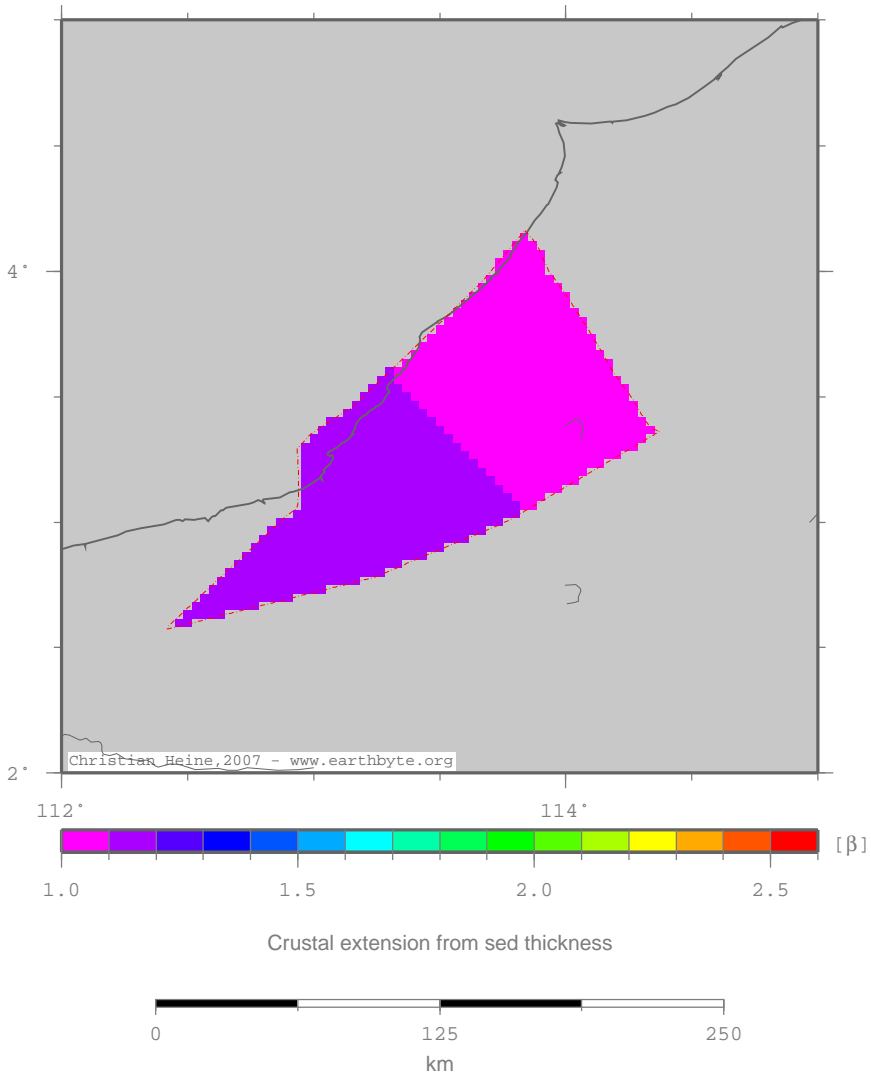 4°
2°
Christian Heine,2007 - www.earthbyte.org
112° 114°
[β]
1.0 1.5 2.0 2.5
Crustal extension from sed thickness
0 125 250
km